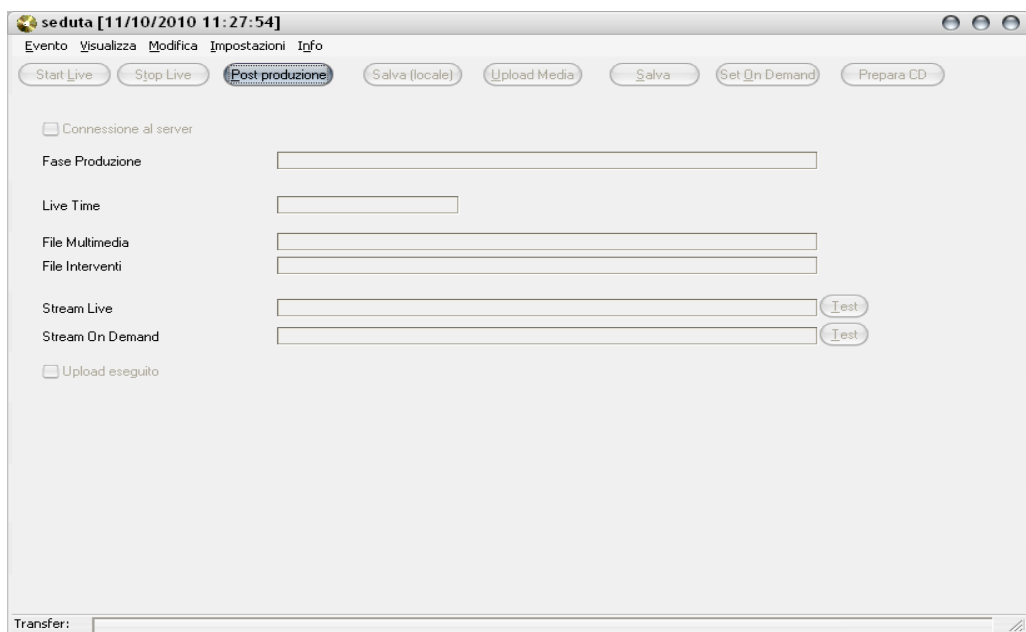 seduta [11/10/2010 11:27:54]
Evento Visualizza Modifica Impostazioni Info
Start Live Stop Live Post produzione Salva (locale) Upload Media Salva Set On Demand Prepara CD
Connessione al server
Fase Produzione
Live Time
File Multimedia
File Interventi
Stream Live Test
Stream On Demand Test
Upload eseguito
Transfer: